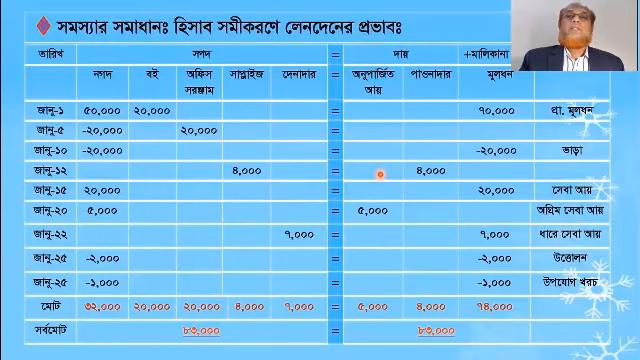 সমস্যার সমাধানঃ হিসাব সমীকরণে লেনদেনের প্রভাবঃ
তারিখ সপদ = দায় +মালিকানা
নগদ বই অফিস সরঞ্জাম সাপ্লাইজ দেনাদার = অনুপার্জিত আয় পাওনাদার মুলধন
জানু-১ ৫০,০০০ ২০,০০০ = ৭০,০০০ প্রা. মুলধন
জানু-৫ -২০,০০০ ২০,০০০ =
জানু-১০ -২০,০০০ = -২০,০০০ ভাড়া
জানু-১২ ৪,০০০ = ৪,০০০
জানু-১৫ ২০,০০০ = ২০,০০০ সেবা আয়
জানু-২০ ৫,০০০ = ৫,০০০ অগ্রিম সেবা আয়
জানু-২২ ৭,০০০ = ৭,০০০ ধারে সেবা আয়
জানু-২৫ -২,০০০ = -২,০০০ উত্তোলন
জানু-২৫ -১,০০০ = -১,০০০ উপযোগ খরচ
মোট ৩২,০০০ ২০,০০০ ২০,০০০ ৪,০০০ ৭,০০০ = ৫,০০০ ৪,০০০ ৭৪,০০০
সর্বমোট ৮৩,০০০ = ৮৩,০০০